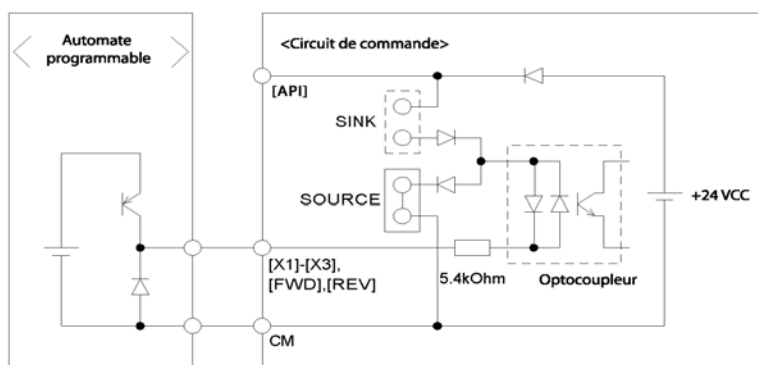 Automate
programmable
<Circuit de commande>
[API]
SINK
SOURCE
+24 VCC
[X1]-[X3],
[FWD],[REV]
5.4kOhm
Optocoupleur
CM